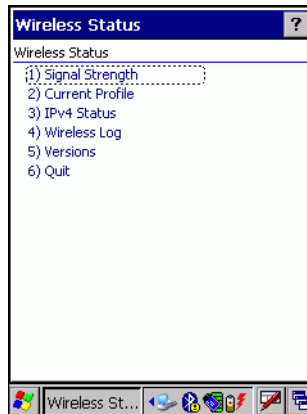 Wireless Status
?
Wireless Status
1) Signal Strength
2) Current Profile
3) IPv4 Status
4) Wireless Log
5) Versions
6) Quit
Wireless St...